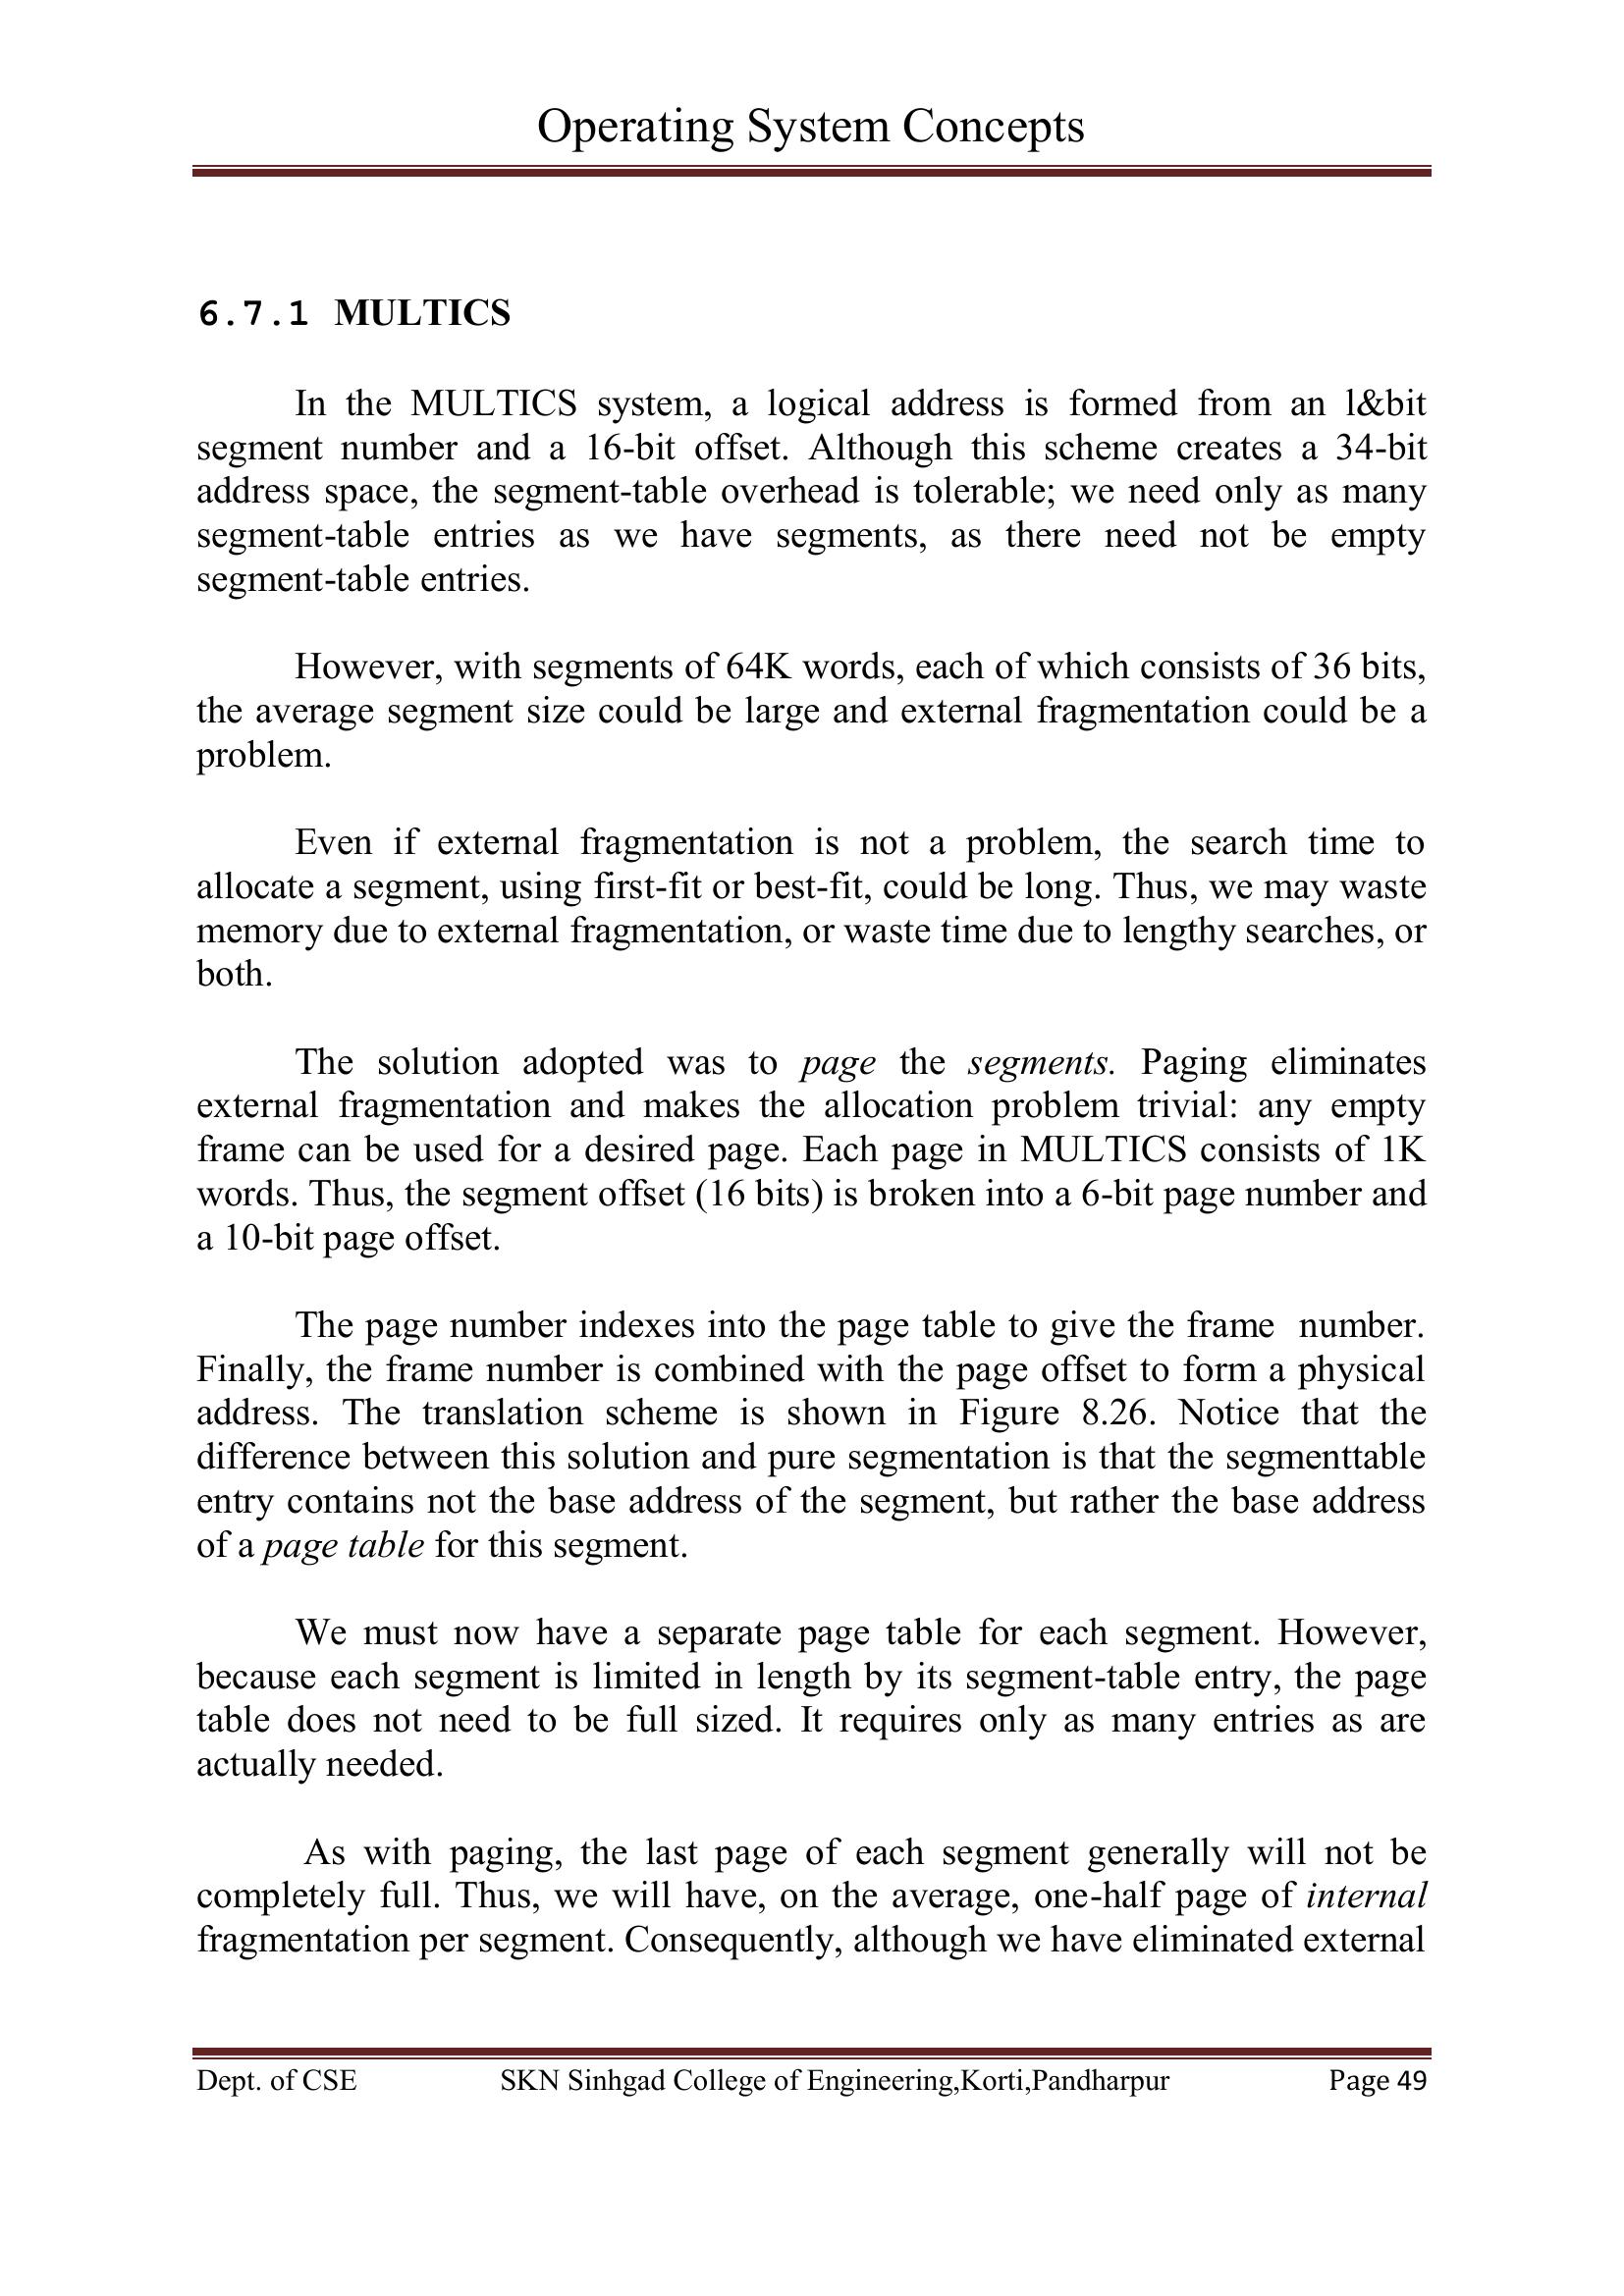 Operating System Concepts
6.7.1 MULTICS
In the MULTICS system, a logical address is formed from an l&bit
segment number and a 16-bit offset. Although this scheme creates a 34-bit
address space, the segment-table overhead is tolerable; we need only as many
segment-table entries as we have segments, as there need not be empty
segment-table entries.
However, with segments of 64K words, each of which consists of 36 bits,
the average segment size could be large and external fragmentation could be a
problem.
Even if external fragmentation is not a problem, the search time to
allocate a segment, using first-fit or best-fit, could be long. Thus, we may waste
memory due to external fragmentation, or waste time due to lengthy searches, or
both.
The solution adopted was to page the segments. Paging eliminates
external fragmentation and makes the allocation problem trivial: any empty
frame can be used for a desired page. Each page in MULTICS consists of 1K
words. Thus, the segment offset (16 bits) is broken into a 6-bit page number and
a 10-bit page offset.
The page number indexes into the page table to give the frame number.
Finally, the frame number is combined with the page offset to form a physical
address. The translation scheme is shown in Figure 8.26. Notice that the
difference between this solution and pure segmentation is that the segmenttable
entry contains not the base address of the segment, but rather the base address
of a page table for this segment.
We must now have a separate page table for each segment. However,
because each segment is limited in length by its segment-table entry, the page
table does not need to be full sized. It requires only as many entries as are
actually needed.
As with paging, the last page of each segment generally will not be
completely full. Thus, we will have, on the average, one-half page of internal
fragmentation per segment. Consequently, although we have eliminated external
Dept. of CSE SKN Sinhgad College of Engineering,Korti,Pandharpur Page 49